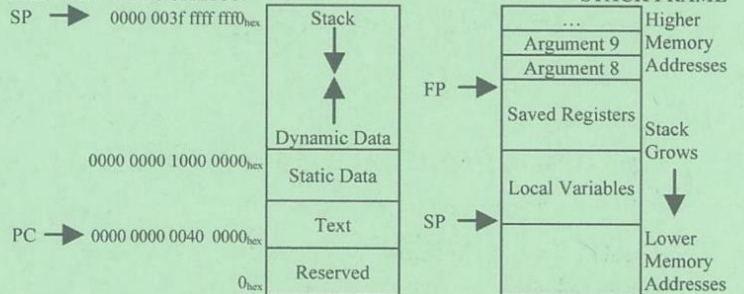 STACK FRAME
SP
0000 003f ffff fff0hex
Stack
Dynamic Data
0000 0000 1000 0000hex
Static Data
PC
0000 0000 0040 0000hex
Text
0hex
Reserved
…
Argument 9
Argument 8
FP
Saved Registers
Local Variables
SP
Higher
Memory
Addresses
Stack
Grows
Lower
Memory
Addresses